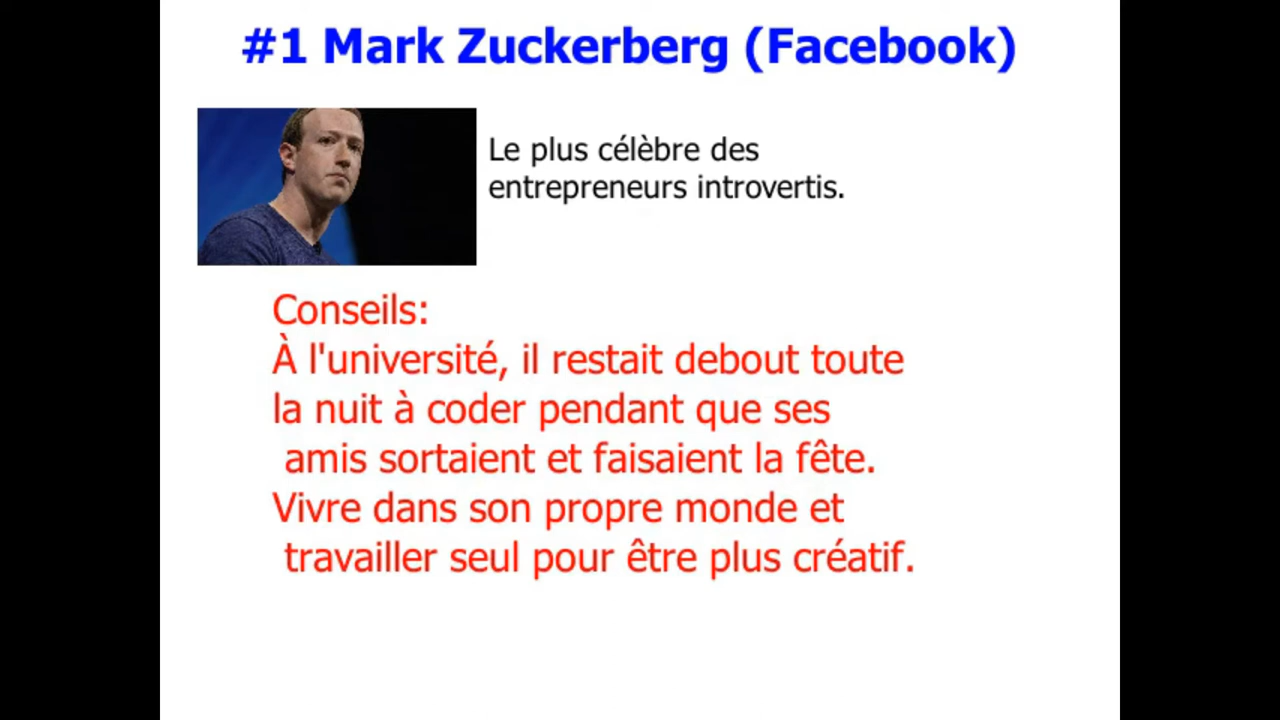 #1 Mark Zuckerberg (Facebook)
Le plus célèbre des
entrepreneurs introvertis.
Conseils:
À l'université, il restait debout toute
la nuit à coder pendant que ses
amis sortaient et faisaient la fête.
Vivre dans son propre monde et
travailler seul pour être plus créatif.